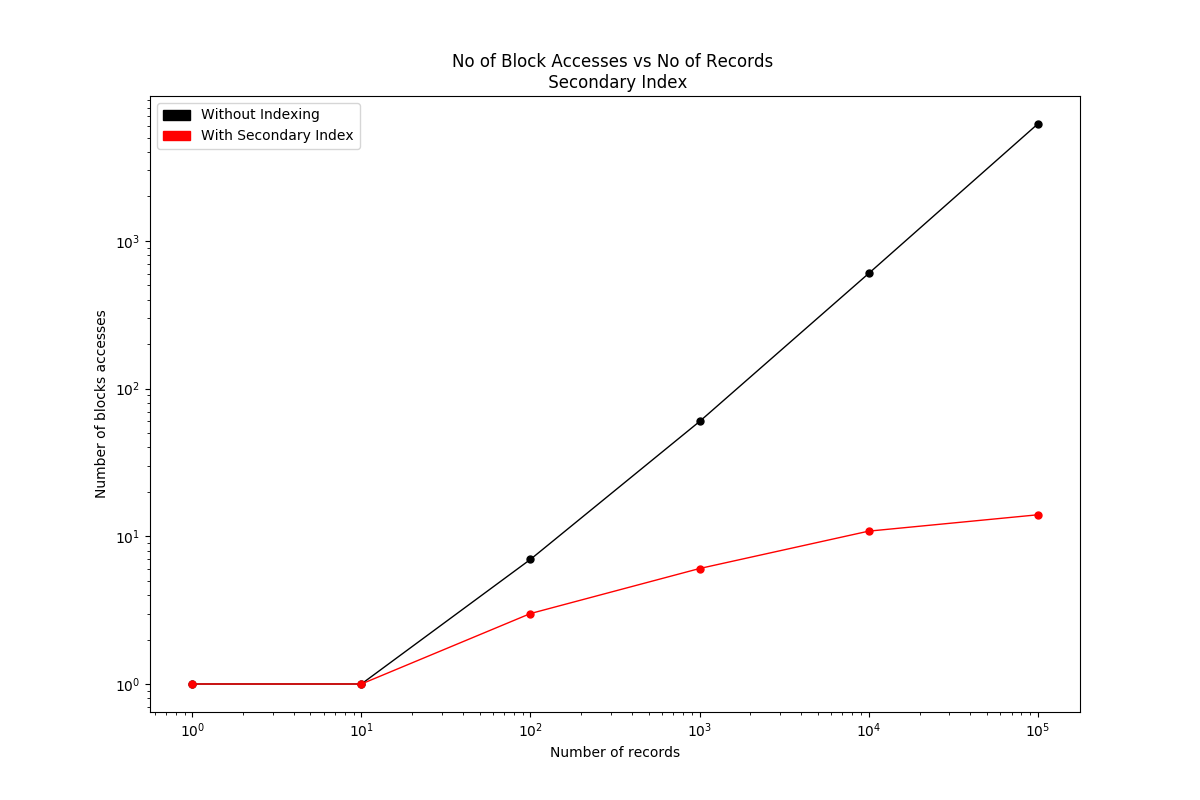 No of Block Accesses vs No of Records
Secondary Index
Without Indexing
With Secondary Index
Number of blocks accesses
10³
10²
10¹
10⁰
10⁰ 10¹ 10² 10³ 10⁴ 10⁵
Number of records